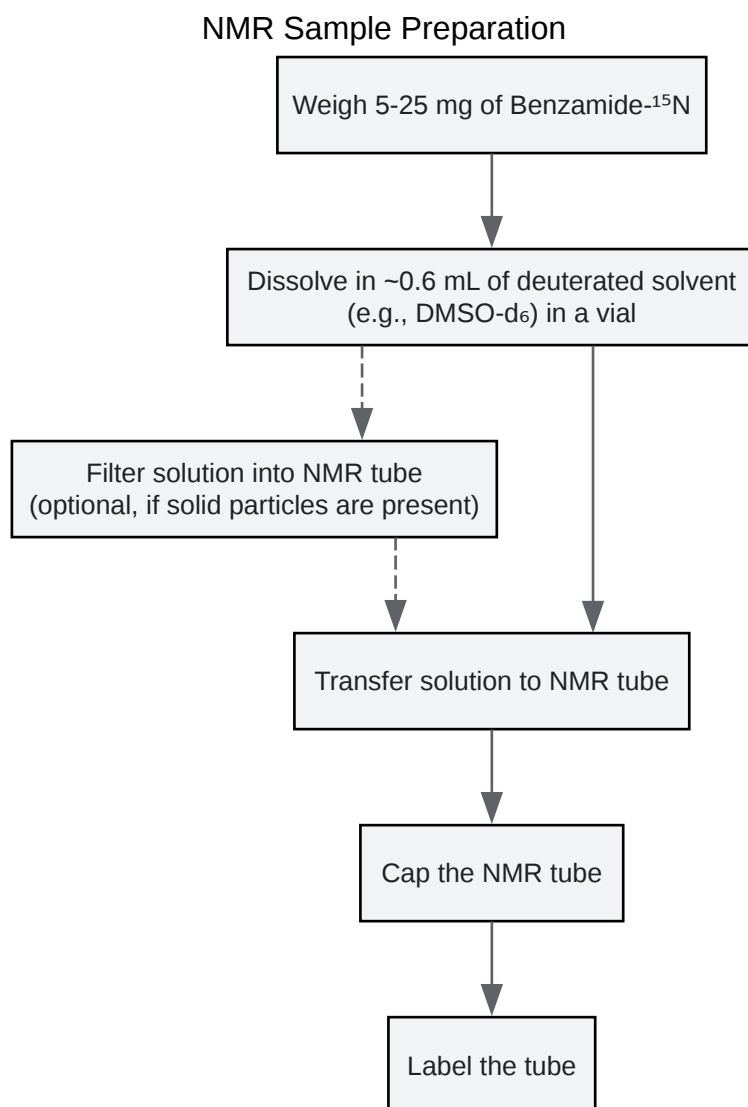 NMR Sample Preparation
Weigh 5-25 mg of Benzamide-¹⁵N
Dissolve in ~0.6 mL of deuterated solvent
(e.g., DMSO-d₆) in a vial
Filter solution into NMR tube
(optional, if solid particles are present)
Transfer solution to NMR tube
Cap the NMR tube
Label the tube